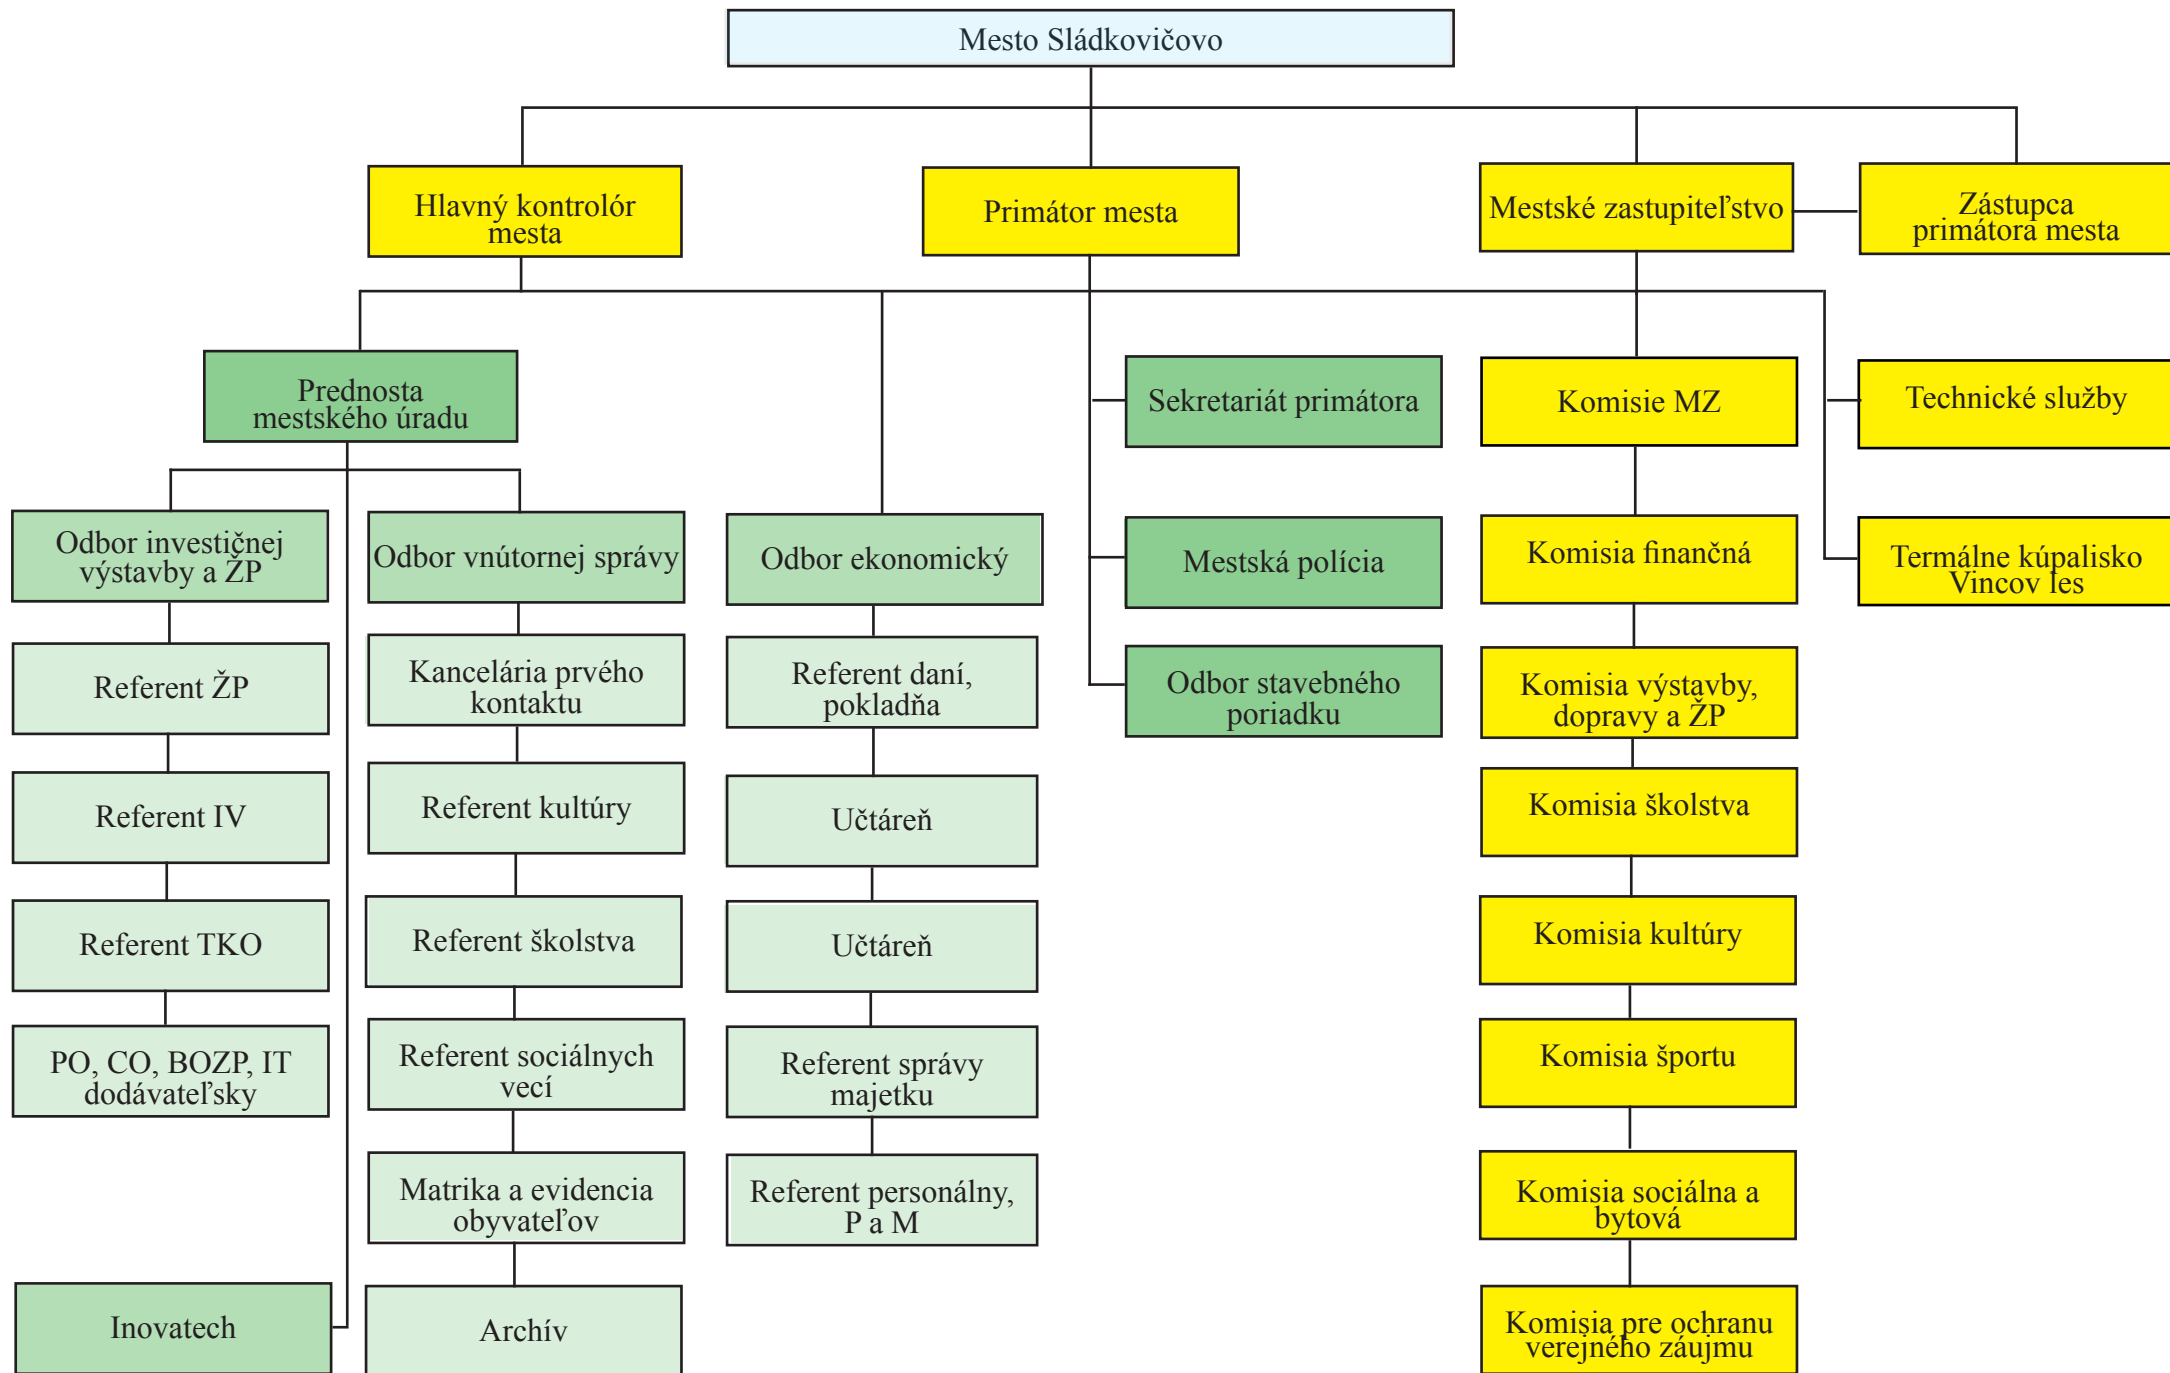 Mesto Sládkovičovo
Hlavný kontrolór
mesta
Primátor mesta
Mestské zastupiteľstvo
Zástupca
primátora mesta
Prednosta
mestského úradu
Sekretariát primátora
Komisie MZ
Technické služby
Odbor investičnej
výstavby a ŽP
Odbor vnútornej správy
Odbor ekonomický
Mestská polícia
Komisia finančná
Termálne kúpalisko
Vincov les
Referent ŽP
Kancelária prvého
kontaktu
Referent daní,
pokladňa
Odbor stavebného
poriadku
Komisia výstavby,
dopravy a ŽP
Referent IV
Referent kultúry
Učtáreň
Komisia školstva
Referent TKO
Referent školstva
Učtáreň
Komisia kultúry
PO, CO, BOZP, IT
dodávateľsky
Referent sociálnych
vecí
Referent správy
majetku
Komisia športu
Matrika a evidencia
obyvateľov
Referent personálny,
P a M
Komisia sociálna a
bytová
Inovatech
Archív
Komisia pre ochranu
verejného záujmu